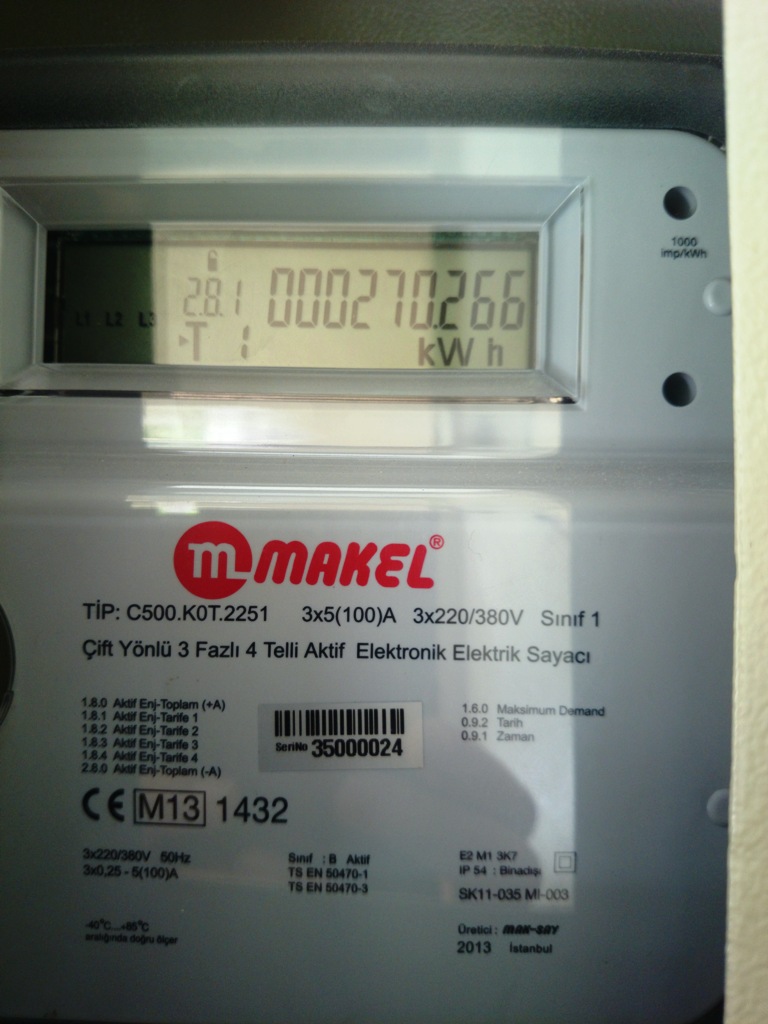 1000
imp/kWh
2.8.1 000270.266
L1 L2 L3
T 1 kWh
m MAKEL®
TİP: C500.K0T.2251 3x5(100)A 3x220/380V Sınıf 1
Çift Yönlü 3 Fazlı 4 Telli Aktif Elektronik Elektrik Sayacı
1.8.0 Aktif Enj-Toplam (+A)
1.8.1 Aktif Enj-Tarife 1
1.8.2 Aktif Enj-Tarife 2
1.8.3 Aktif Enj-Tarife 3
1.8.4 Aktif Enj-Tarife 4
2.8.0 Aktif Enj-Toplam (-A)
SeriNo 35000024
1.6.0 Maksimum Demand
0.9.2 Tarih
0.9.1 Zaman
CE M13 1432
3x220/380V 50Hz
3x0,25 - 5(100)A
Sınıf : B Aktif
TS EN 50470-1
TS EN 50470-3
E2 M1 3K7
IP 54 : Binadışı
SK11-035 MI-003
-40°C...+85°C
aralığında doğru ölçer
Üretici : MAK-SAY
2013 İstanbul